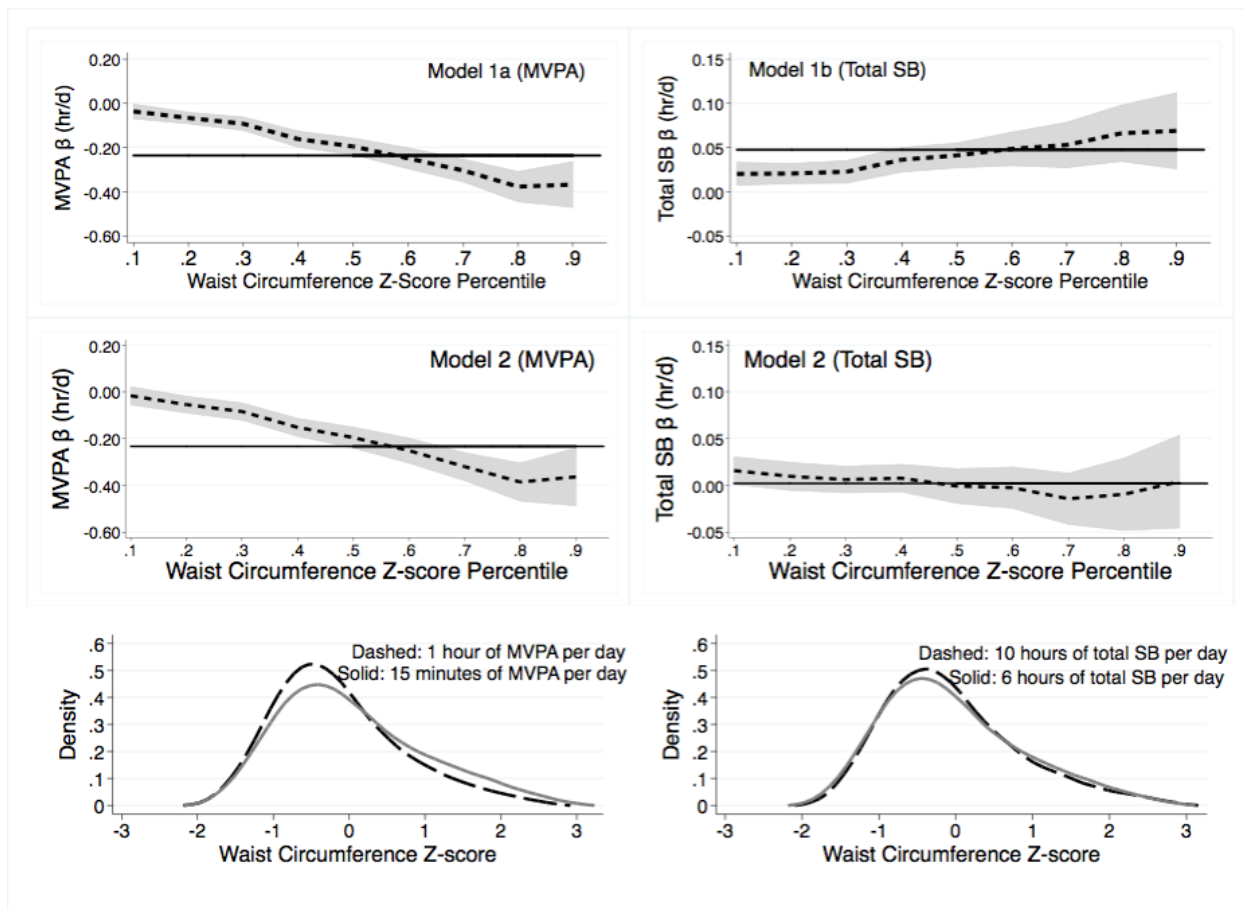 Model 1a (MVPA)
MVPA β (hr/d)
0.20
0.00
-0.20
-0.40
-0.60
.1 .2 .3 .4 .5 .6 .7 .8 .9
Waist Circumference Z-Score Percentile
Model 1b (Total SB)
Total SB β (hr/d)
0.15
0.10
0.05
0.00
-0.05
.1 .2 .3 .4 .5 .6 .7 .8 .9
Waist Circumference Z-score Percentile
Model 2 (MVPA)
MVPA β (hr/d)
0.20
0.00
-0.20
-0.40
-0.60
.1 .2 .3 .4 .5 .6 .7 .8 .9
Waist Circumference Z-score Percentile
Model 2 (Total SB)
Total SB β (hr/d)
0.15
0.10
0.05
0.00
-0.05
.1 .2 .3 .4 .5 .6 .7 .8 .9
Waist Circumference Z-score Percentile
Dashed: 1 hour of MVPA per day
Solid: 15 minutes of MVPA per day
Density
.6
.5
.4
.3
.2
.1
0
-3 -2 -1 0 1 2 3
Waist Circumference Z-score
Dashed: 10 hours of total SB per day
Solid: 6 hours of total SB per day
Density
.6
.5
.4
.3
.2
.1
0
-3 -2 -1 0 1 2 3
Waist Circumference Z-score